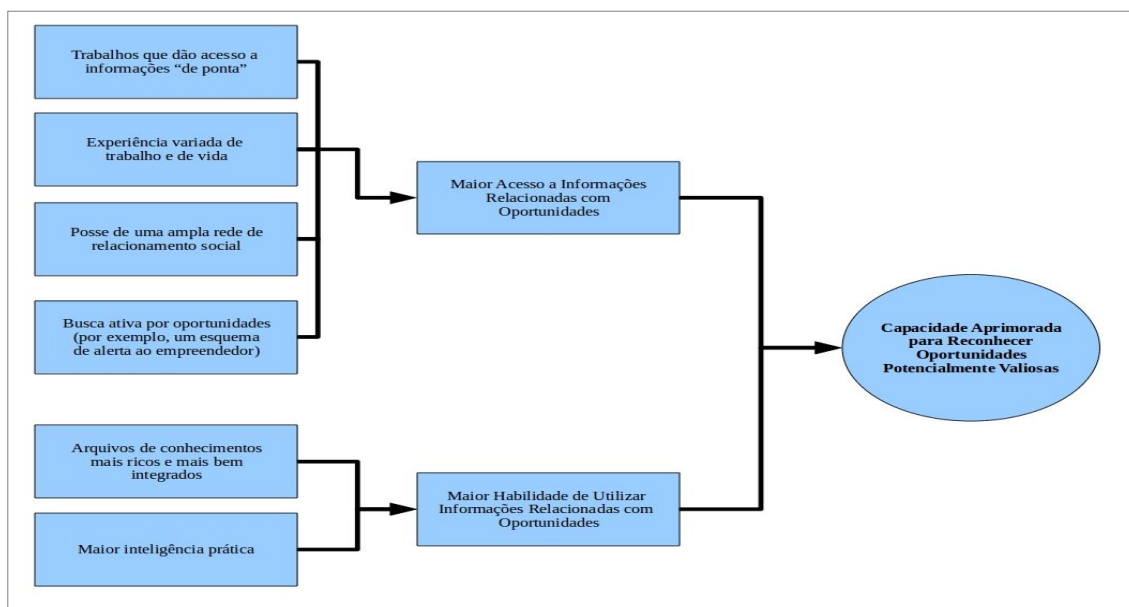 Trabalhos que dão acesso a
informações “de ponta”
Experiência variada de
trabalho e de vida
Posse de uma ampla rede de
relacionamento social
Busca ativa por oportunidades
(por exemplo, um esquema
de alerta ao empreendedor)
Arquivos de conhecimentos
mais ricos e mais bem
integrados
Maior inteligência prática
Maior Acesso a Informações
Relacionadas com
Oportunidades
Maior Habilidade de Utilizar
Informações Relacionadas com
Oportunidades
Capacidade Aprimorada
para Reconhecer
Oportunidades
Potencialmente Valiosas